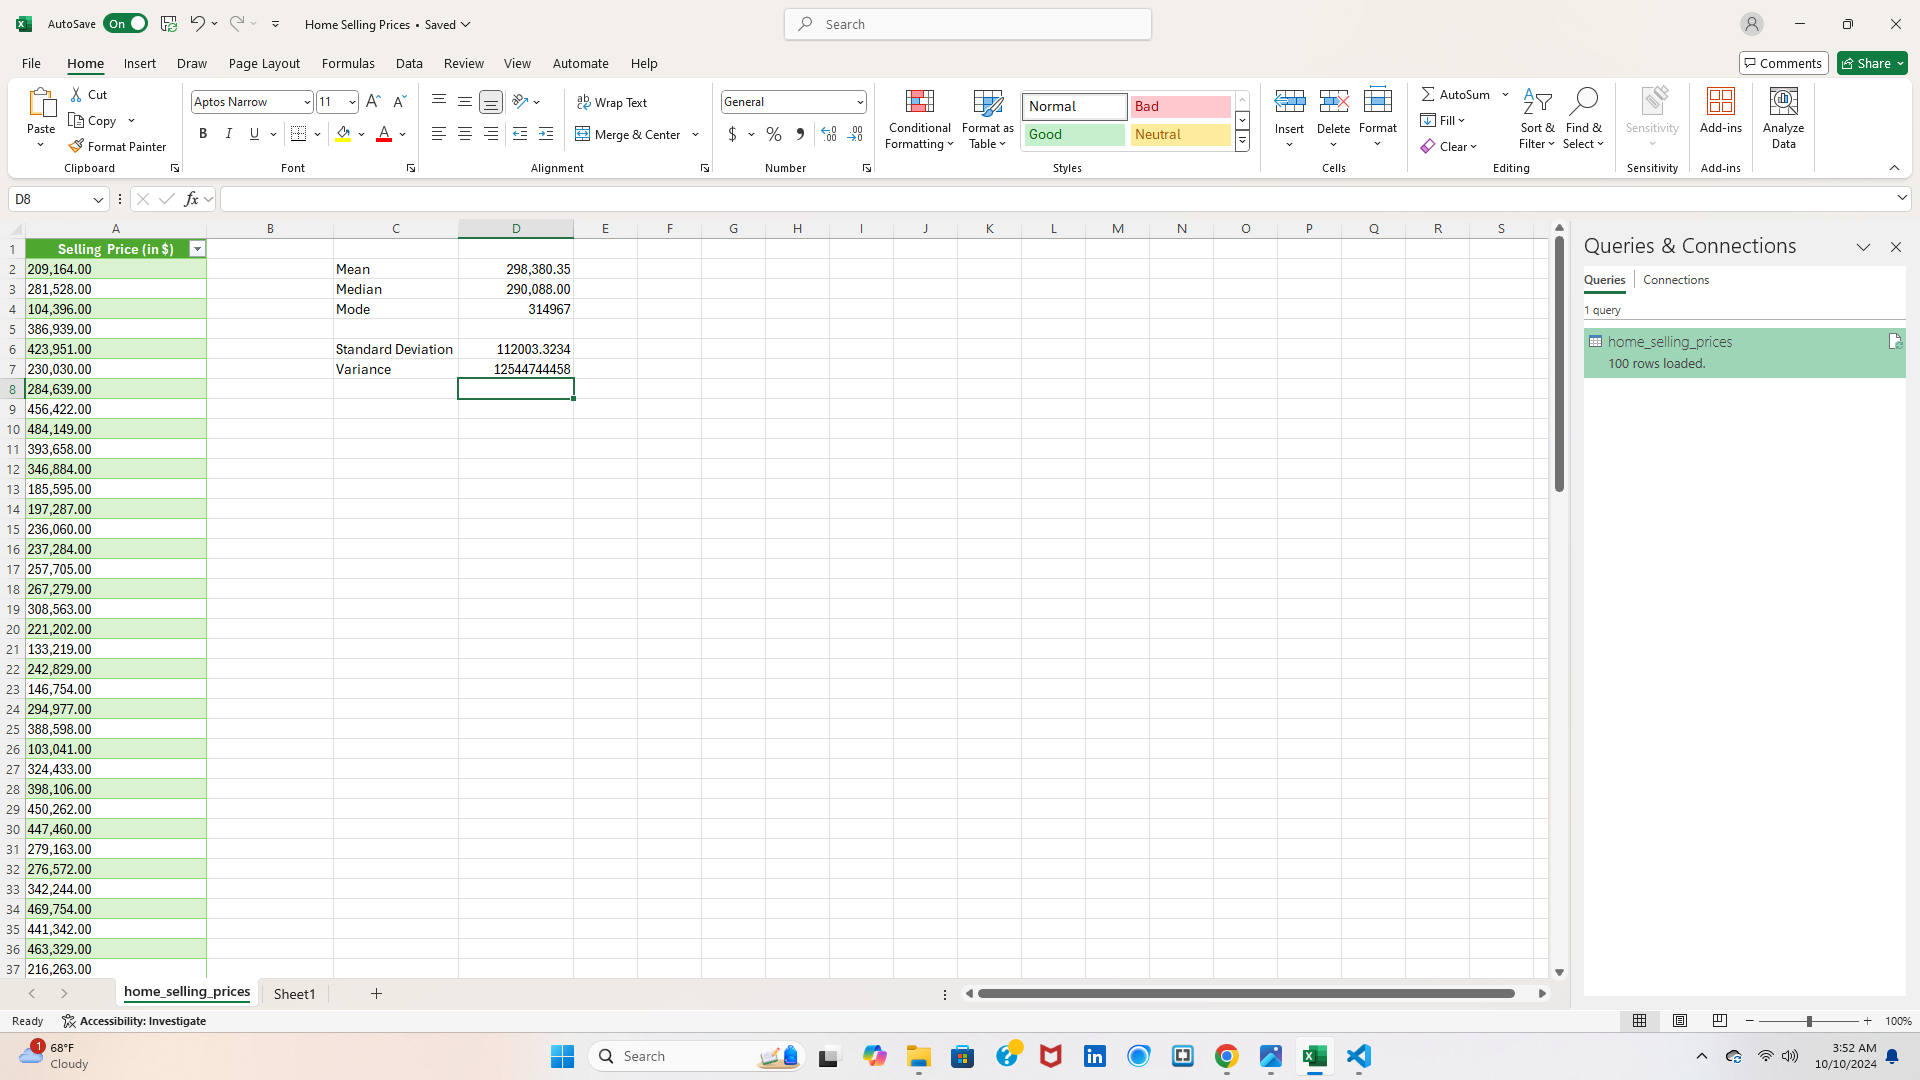 AutoSave On Home Selling Prices • Saved Search
File Home Insert Draw Page Layout Formulas Data Review View Automate Help Comments Share
Paste Cut Copy Format Painter Clipboard
Aptos Narrow 11 A A B I U A Font
Wrap Text Merge & Center Alignment
General $ % Number
Conditional Formatting Format as Table Normal Bad Good Neutral Styles
Insert Delete Format Cells
AutoSum Fill Clear Sort & Filter Find & Select Editing
Sensitivity Sensitivity
Add-ins Add-ins
Analyze Data
D8 fx
A B C D E F G H I J K L M N O P Q R S
1 Selling Price (in $)
2 209,164.00 Mean 298,380.35
3 281,528.00 Median 290,088.00
4 104,396.00 Mode 314967
5 386,939.00
6 423,951.00 Standard Deviation 112003.3234
7 230,030.00 Variance 12544744458
8 284,639.00
9 456,422.00
10 484,149.00
11 393,658.00
12 346,884.00
13 185,595.00
14 197,287.00
15 236,060.00
16 237,284.00
17 257,705.00
18 267,279.00
19 308,563.00
20 221,202.00
21 133,219.00
22 242,829.00
23 146,754.00
24 294,977.00
25 388,598.00
26 103,041.00
27 324,433.00
28 398,106.00
29 450,262.00
30 447,460.00
31 279,163.00
32 276,572.00
33 342,244.00
34 469,754.00
35 441,342.00
36 463,329.00
37 216,263.00
Queries & Connections
Queries Connections
1 query
home_selling_prices
100 rows loaded.
home_selling_prices Sheet1
Ready Accessibility: Investigate 100%
1 68°F
Cloudy
Search
3:52 AM
10/10/2024